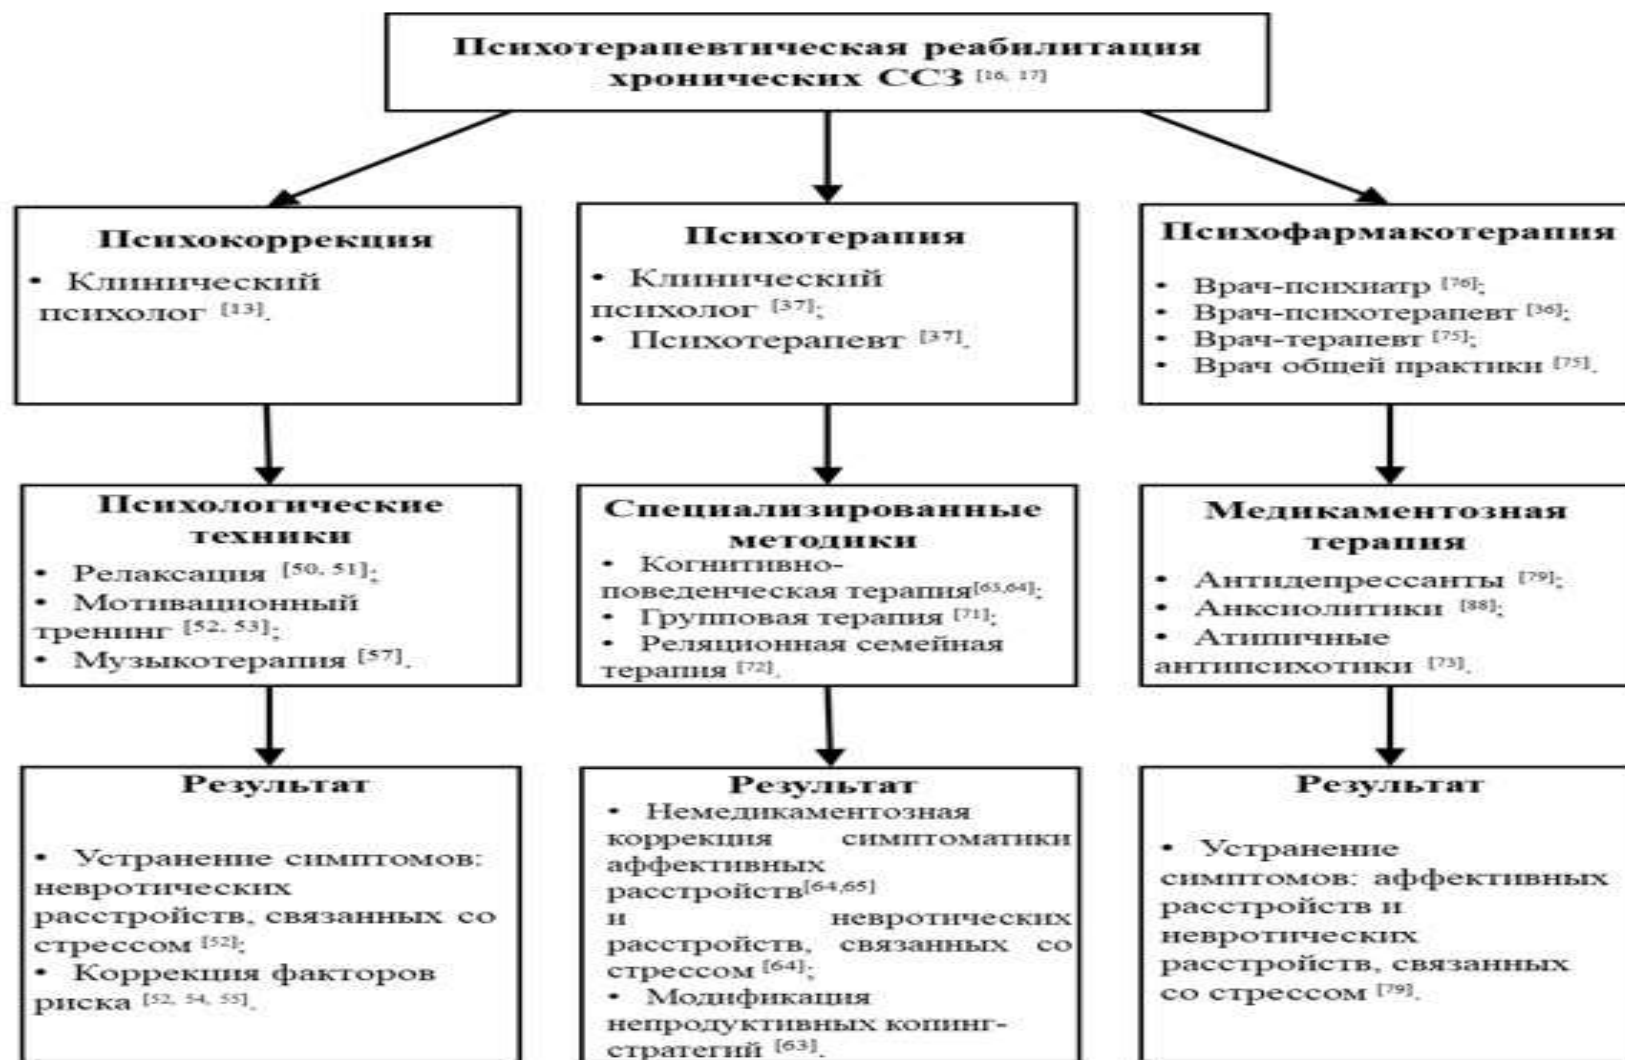 Психотерапевтическая реабилитация
хронических ССЗ [16, 17]
Психокоррекция
• Клинический
психолог [13].
Психотерапия
• Клинический
психолог [37];
• Психотерапевт [37].
Психофармакотерапия
• Врач-психиатр [76];
• Врач-психотерапевт [36];
• Врач-терапевт [75];
• Врач общей практики [75].
Психологические
техники
• Релаксация [50, 51];
• Мотивационный
тренинг [52, 53];
• Музыкотерапия [57].
Специализированные
методики
• Когнитивно-
поведенческая терапия[63,64];
• Групповая терапия [71];
• Реляционная семейная
терапия [72].
Медикаментозная
терапия
• Антидепрессанты [79];
• Анксиолитики [88];
• Атипичные
антипсихотики [73].
Результат
• Устранение симптомов:
невротических
расстройств, связанных со
стрессом [52];
• Коррекция факторов
риска [52, 54, 55].
Результат
• Немедикаментозная
коррекция симптоматики
аффективных
расстройств[64,65]
и невротических
расстройств, связанных со
стрессом [64];
• Модификация
непродуктивных копинг-
стратегий [63].
Результат
• Устранение
симптомов: аффективных
расстройств и
невротических
расстройств, связанных
со стрессом [79].